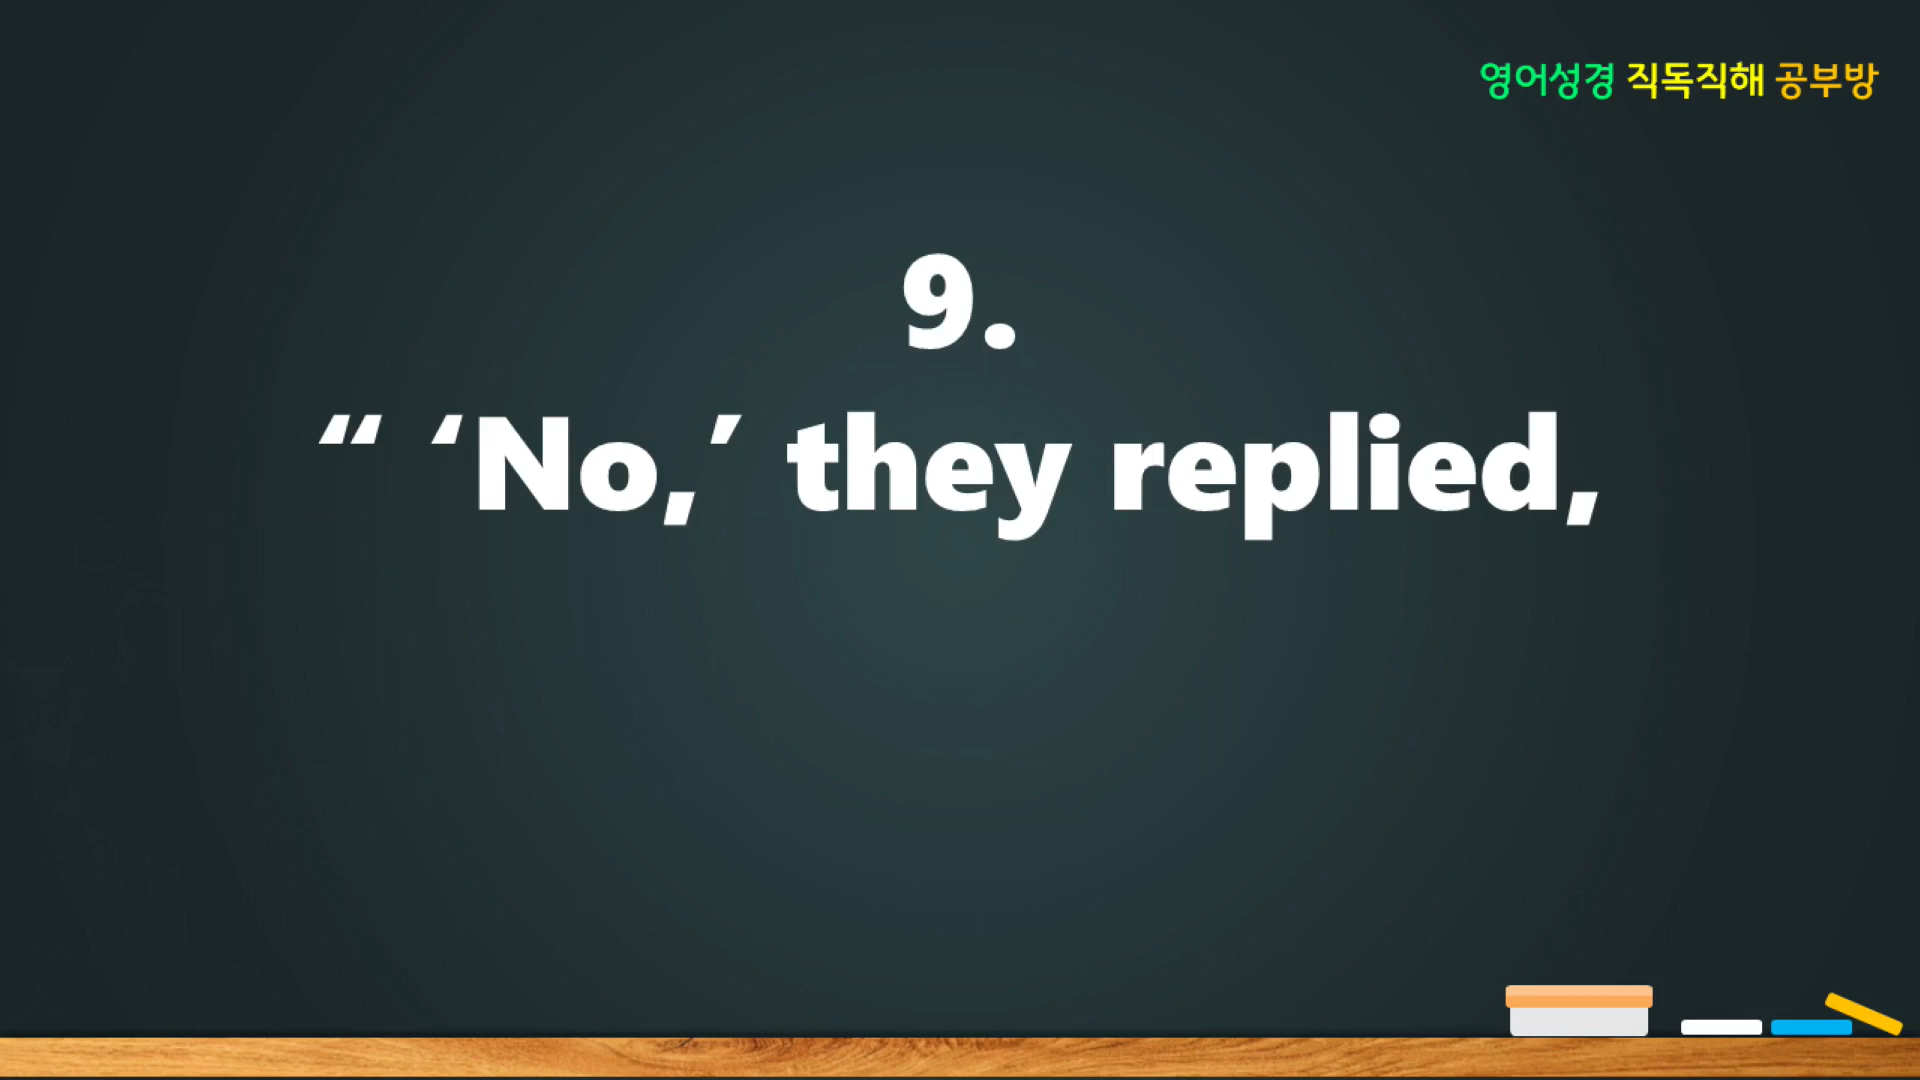 영어성경 직독직해 공부방
9.
“ ‘No,’ they replied,